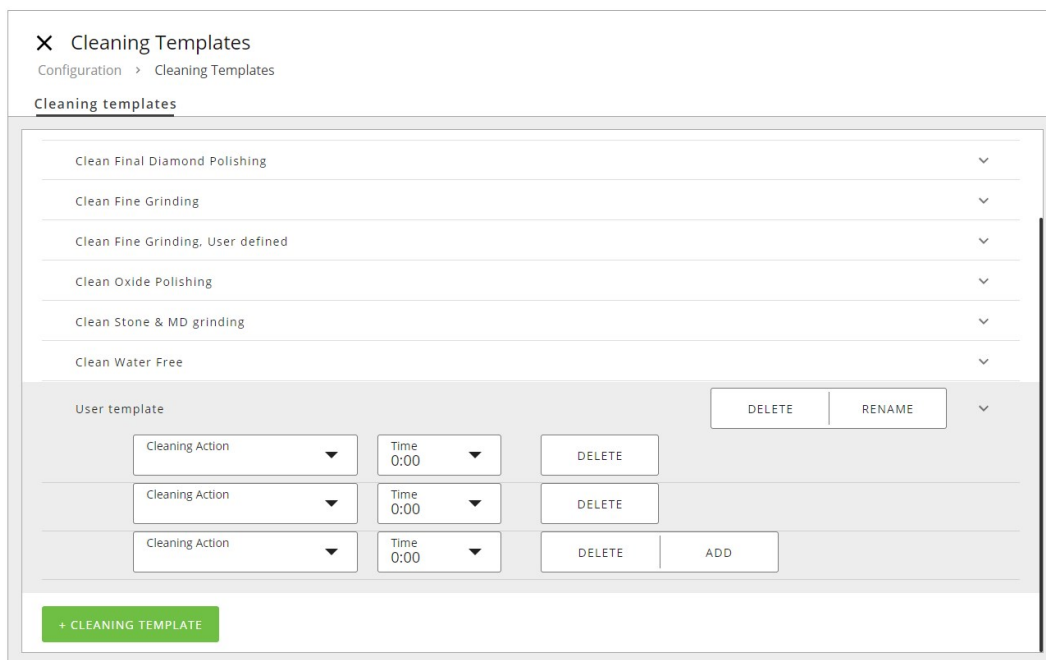 Cleaning Templates
Configuration > Cleaning Templates
Cleaning templates
Clean Final Diamond Polishing
Clean Fine Grinding
Clean Fine Grinding, User defined
Clean Oxide Polishing
Clean Stone & MD grinding
Clean Water Free
User template DELETE RENAME
Cleaning Action Time DELETE
0:00
Cleaning Action Time DELETE
0:00
Cleaning Action Time DELETE ADD
0:00
+ CLEANING TEMPLATE